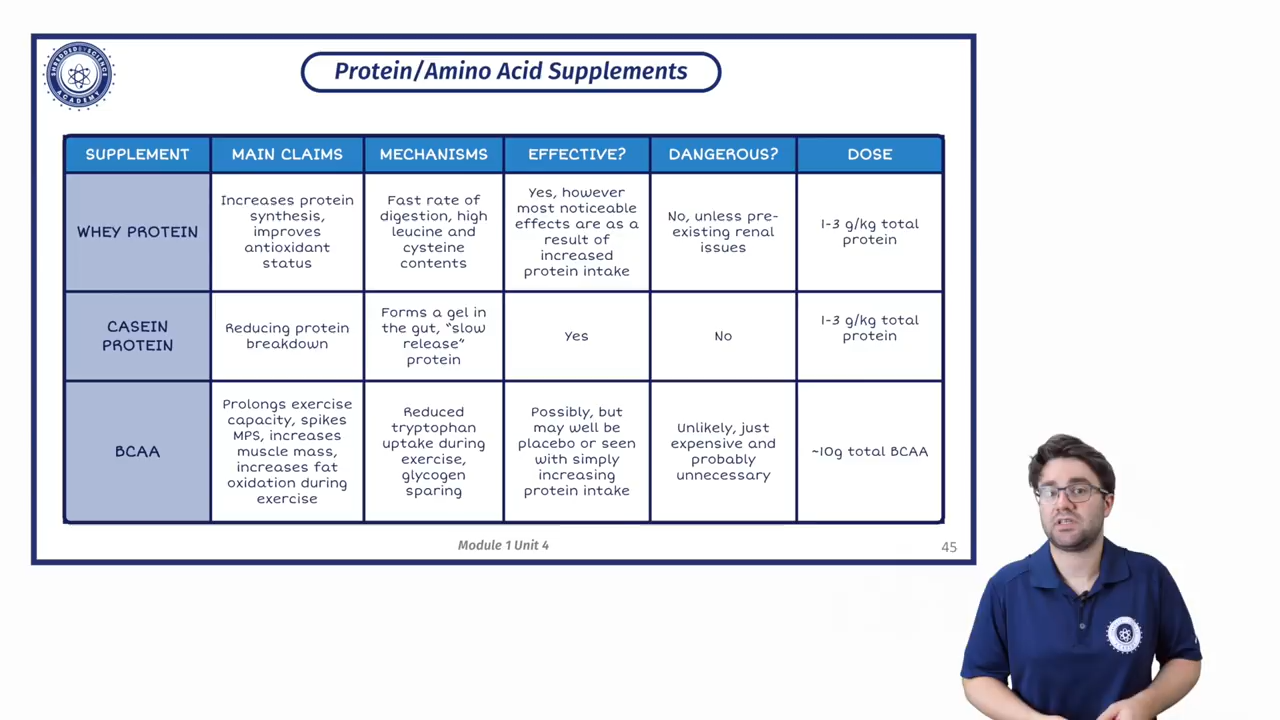 SHREDDED BY SCIENCE
ACADEMY
Protein/Amino Acid Supplements
SUPPLEMENT
MAIN CLAIMS
MECHANISMS
EFFECTIVE?
DANGEROUS?
DOSE
WHEY PROTEIN
Increases protein
synthesis,
improves
antioxidant
status
Fast rate of
digestion, high
leucine and
cysteine
contents
Yes, however
most noticeable
effects are as a
result of
increased
protein intake
No, unless pre-
existing renal
issues
1-3 g/kg total
protein
CASEIN
PROTEIN
Reducing protein
breakdown
Forms a gel in
the gut, “slow
release”
protein
Yes
No
1-3 g/kg total
protein
BCAA
Prolongs exercise
capacity, spikes
MPS, increases
muscle mass,
increases fat
oxidation during
exercise
Reduced
tryptophan
uptake during
exercise,
glycogen
sparing
Possibly, but
may well be
placebo or seen
with simply
increasing
protein intake
Unlikely, just
expensive and
probably
unnecessary
~10g total BCAA
Module 1 Unit 4
45